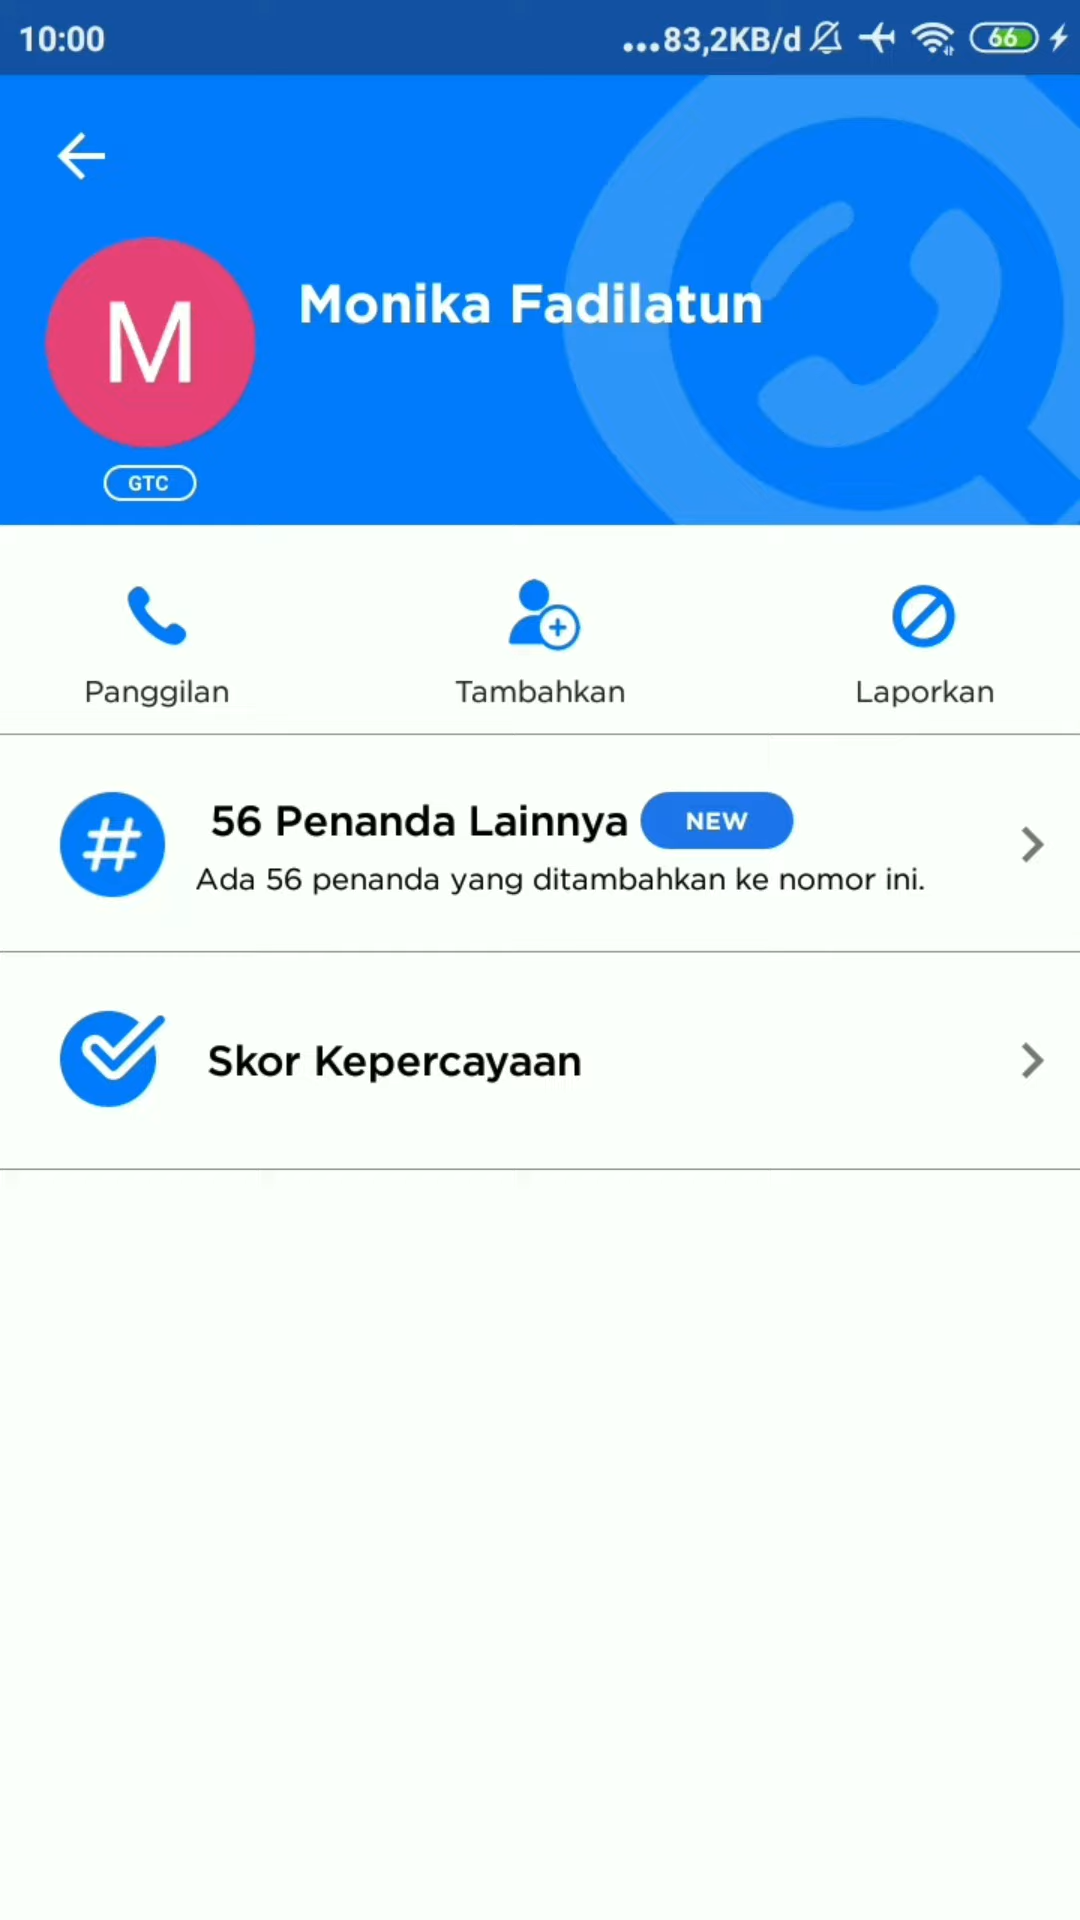 10:00
...83,2KB/d
66
M
Monika Fadilatun
GTC
Panggilan
Tambahkan
Laporkan
56 Penanda Lainnya NEW
Ada 56 penanda yang ditambahkan ke nomor ini.
Skor Kepercayaan